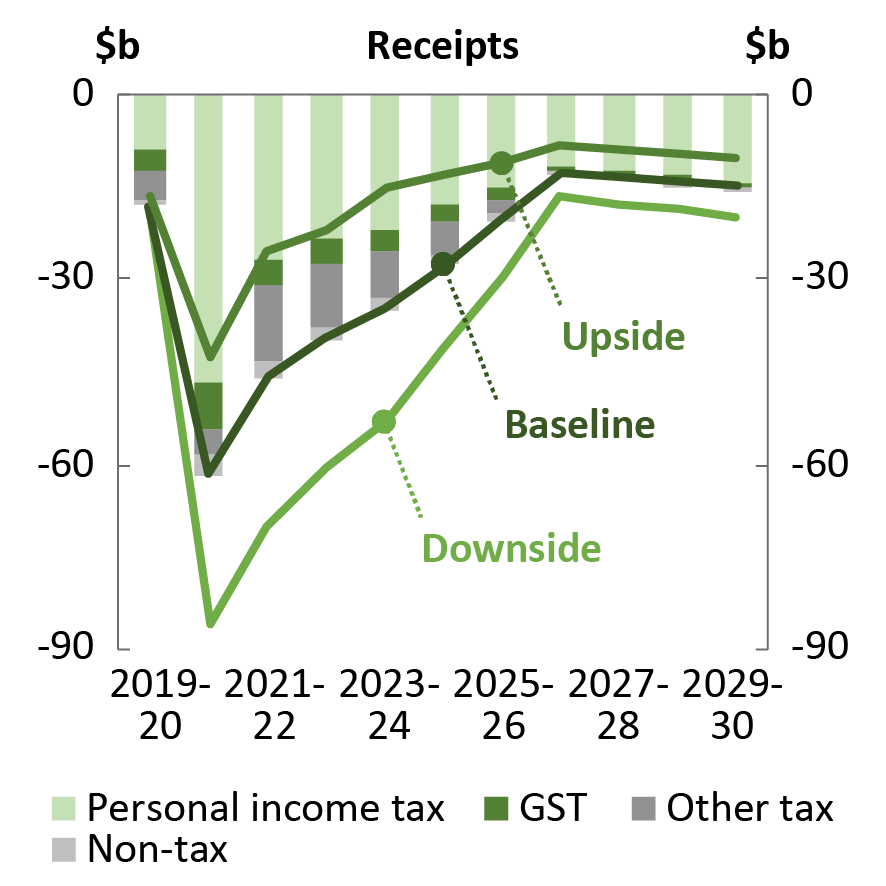 $b Receipts $b
0 0
-30 -30
Upside
Baseline
-60 -60
Downside
-90 -90
2019- 2021- 2023- 2025- 2027- 2029-
20 22 24 26 28 30
Personal income tax GST Other tax
Non-tax